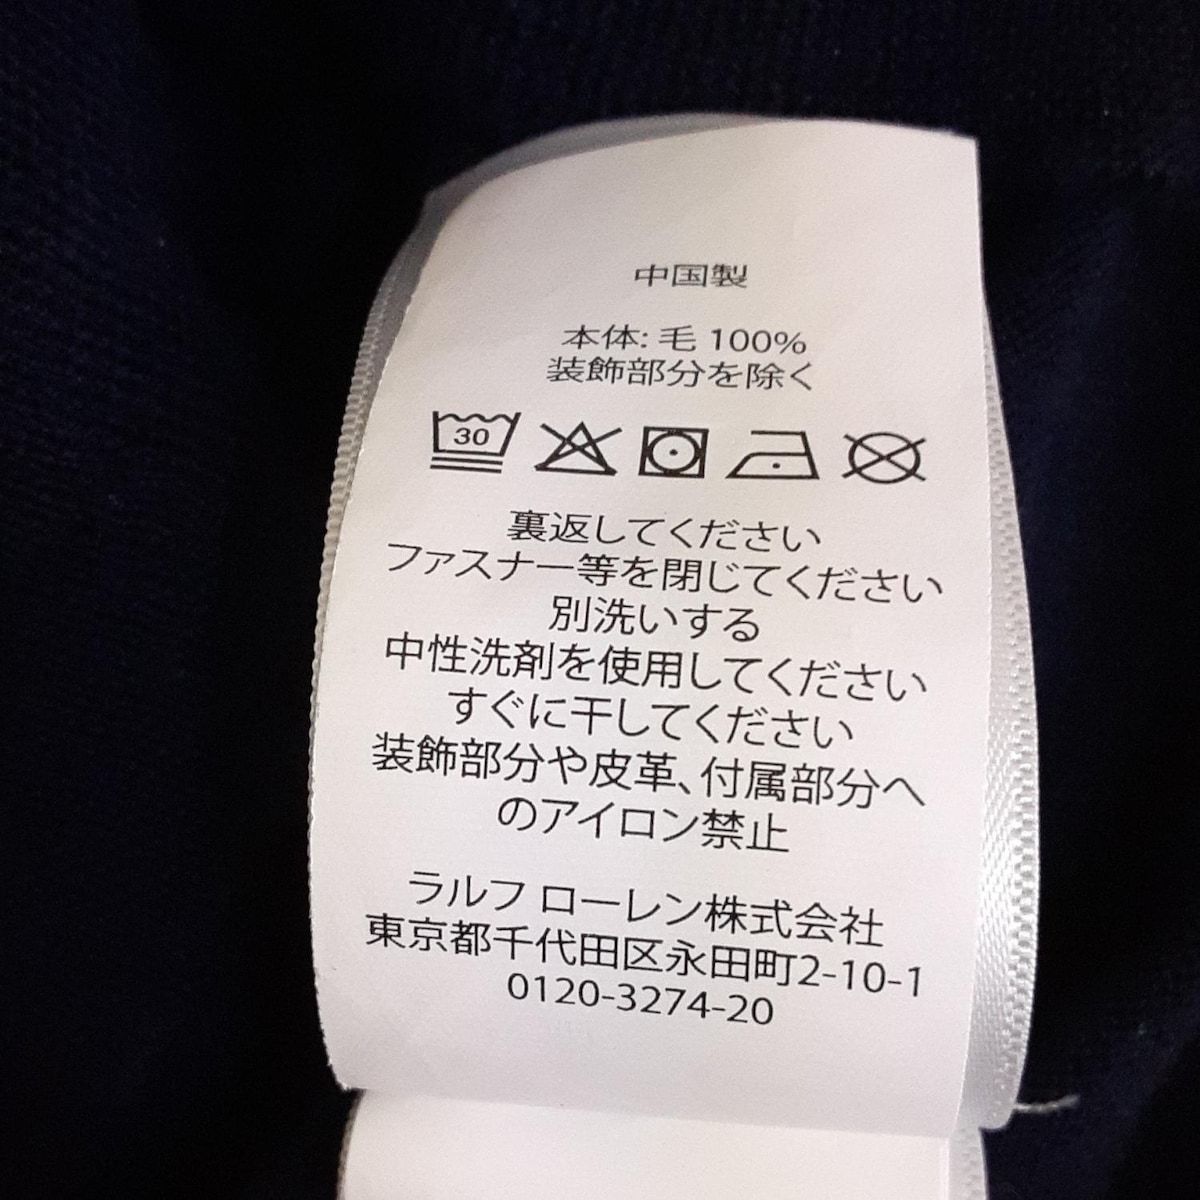 中国製
本体: 毛 100%
装飾部分を除く
30
裏返してください
ファスナー等を閉じてください
別洗いする
中性洗剤を使用してください
すぐに干してください
装飾部分や皮革、付属部分へ
のアイロン禁止
ラルフ ローレン株式会社
東京都千代田区永田町2-10-1
0120-3274-20